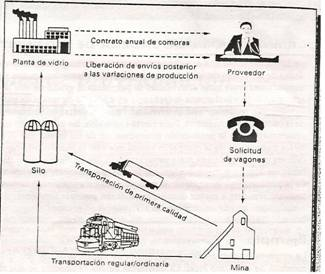 Contrato anual de compras
Planta de vidrio
Liberación de envíos posterior
a las variaciones de producción
Proveedor
Solicitud
de vagones
Silo
Transportación de primera calidad
Transportación regular/ordinaria
Mina